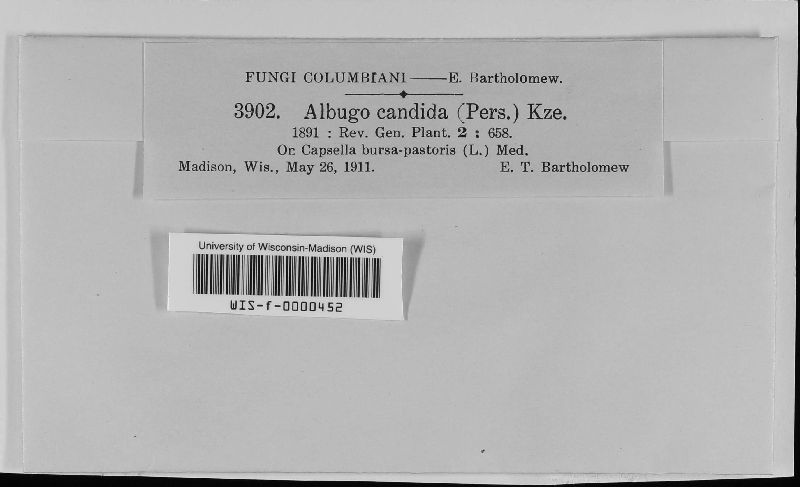 FUNGI COLUMBIANI——E. Bartholomew.
3902. Albugo candida (Pers.) Kze.
1891 : Rev. Gen. Plant. 2 : 658.
On Capsella bursa-pastoris (L.) Med.
Madison, Wis., May 26, 1911. E. T. Bartholomew
University of Wisconsin-Madison (WIS)
WIS-f-0000452